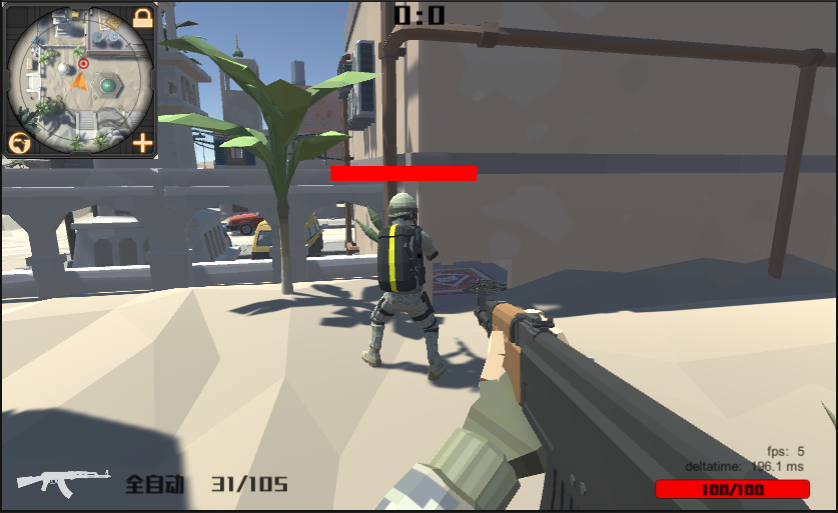 0:0
fps: 5
deltatime: 196.1 ms
全自动 31/105
100/100